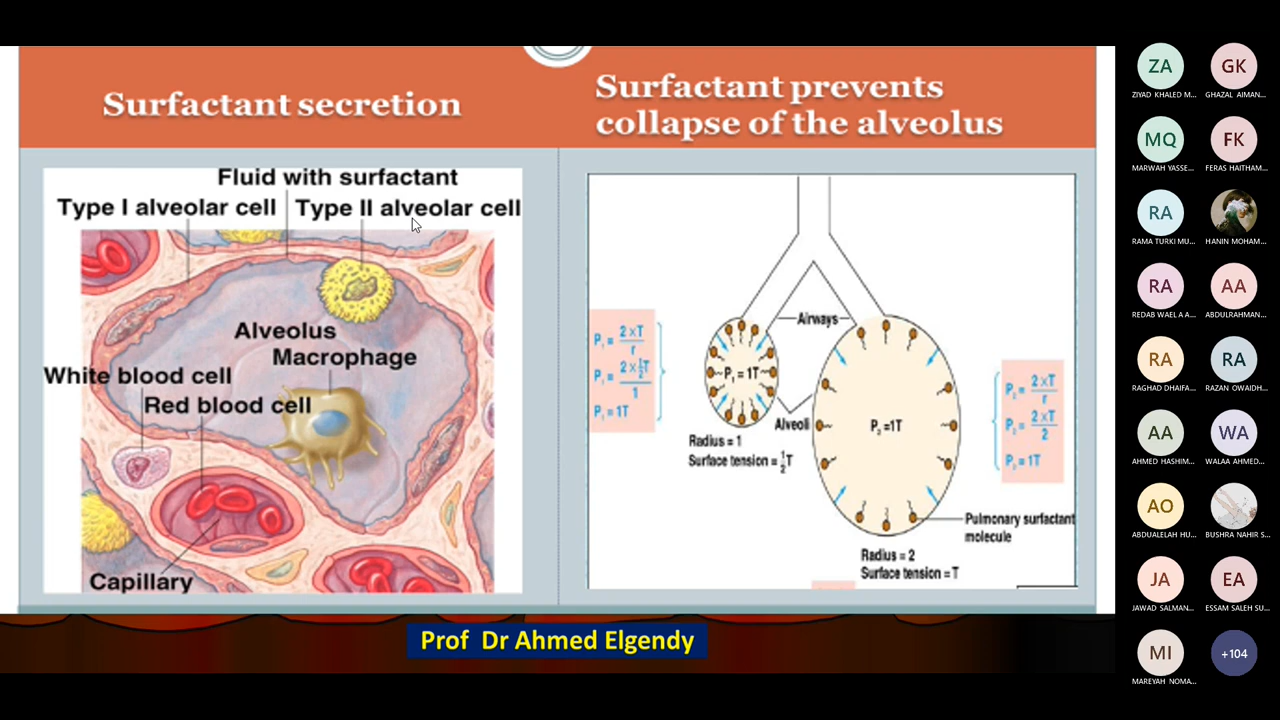 Surfactant secretion
Surfactant prevents
collapse of the alveolus
Fluid with surfactant
Type I alveolar cell
Type II alveolar cell
Alveolus
Macrophage
White blood cell
Red blood cell
Capillary
Airways
P₁ = 2×T/r
P₁ = 2×½T/1
P₁ = 1T
P₁ = 1T
Radius = 1
Surface tension = ½T
Alveoli
P₂ = 1T
P₂ = 2×T/r
P₂ = 2×T/2
P₂ = 1T
Pulmonary surfactant
molecule
Radius = 2
Surface tension = T
Prof Dr Ahmed Elgendy
ZA
ZIYAD KHALED M...
GK
GHAZAL AIMAN...
MQ
MARWAH YASSE...
FK
FERAS HAITHAM...
RA
RAMA TURKI MU...
HANIN MOHAM...
RA
REDAB WAEL A A...
AA
ABDULRAHMAN...
RA
RAGHAD DHAIFA...
RA
RAZAN OWAIDH...
AA
AHMED HASHIM...
WA
WALAA AHMED...
AO
ABDUALELAH HU...
BUSHRA NAHIR S...
JA
JAWAD SALMAN...
EA
ESSAM SALEH SU...
MI
MAREYAH NOMA...
+104